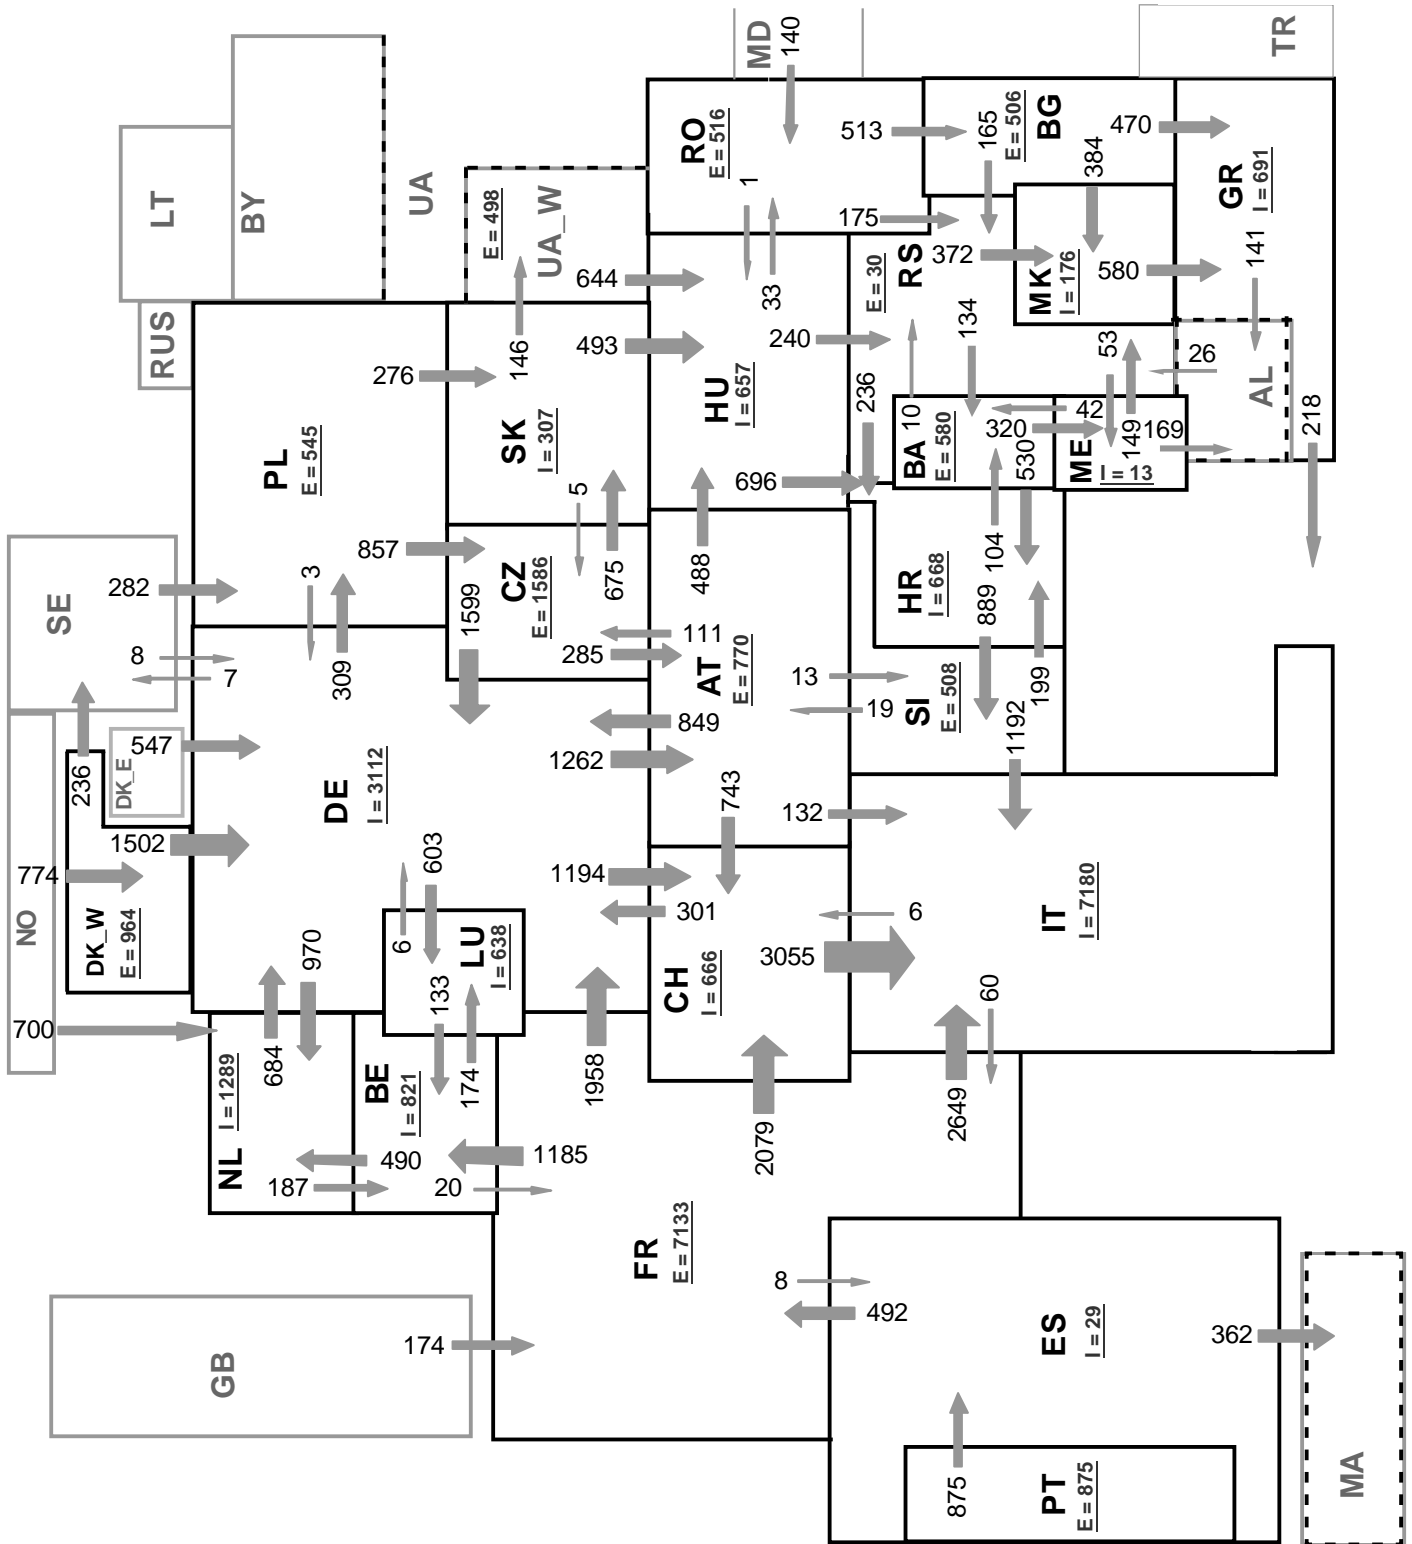 MD
140
TR
RO
E = 516
513
165
E = 506
BG
470
384
GR
I = 691
LT
BY
UA
E = 498
UA_W
1
33
175
E = 30
RS
372
MK
I = 176
580
141
644
RUS
146
493
276
SK
I = 307
HU
I = 657
240
236
134
53
26
AL
218
PL
E = 545
BA
10
E = 580
320
42
149
169
ME
I = 13
530
5
675
696
488
SE
282
3
309
857
CZ
E = 1586
1599
HR
I = 668
104
889
199
8
7
111
285
AT
E = 770
13
19
SI
E = 508
1192
849
1262
547
DK_E
236
1502
774
NO
DK_W
E = 964
DE
I = 3112
743
132
603
6
1194
301
LU
I = 638
CH
I = 666
3055
6
IT
I = 7180
60
2649
970
684
700
NL
I = 1289
BE
I = 821
133
174
1958
2079
490
187
1185
20
FR
E = 7133
8
492
GB
174
ES
I = 29
362
MA
875
PT
E = 875